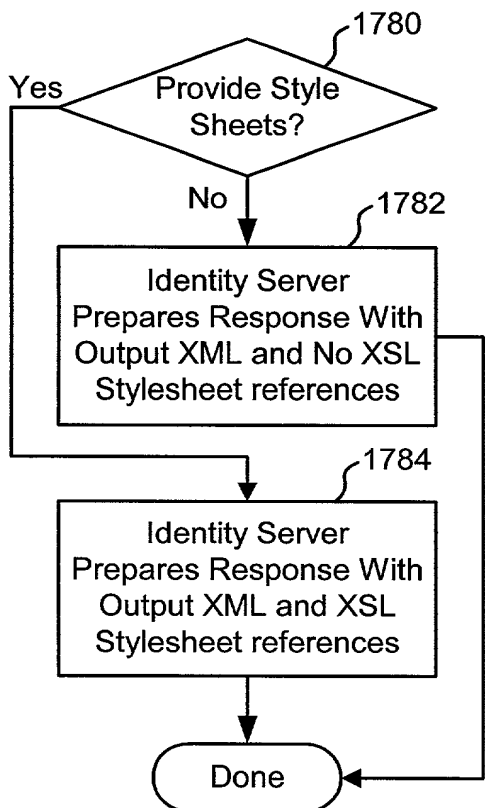 1780
Yes
Provide Style
Sheets?
No
1782
Identity Server
Prepares Response With
Output XML and No XSL
Stylesheet references
1784
Identity Server
Prepares Response With
Output XML and XSL
Stylesheet references
Done